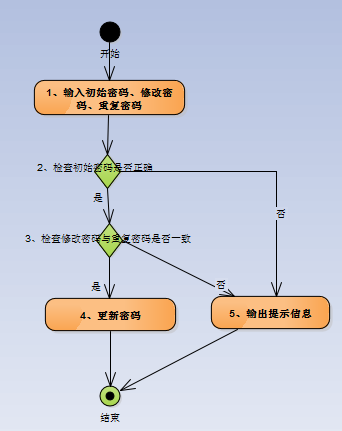 开始
1、输入初始密码、修改密
码、重复密码
2、检查初始密码是否正确
是
否
3、检查修改密码与重复密码是否一致
是
否
4、更新密码
5、输出提示信息
结束